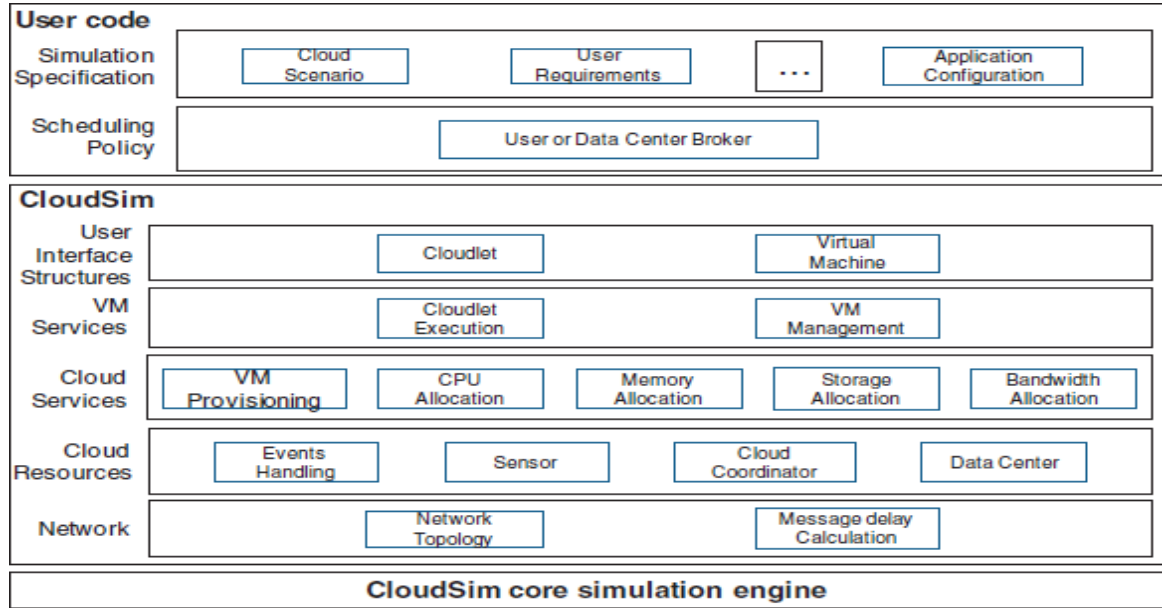 User code
Simulation
Specification
Cloud
Scenario
User
Requirements
...
Application
Configuration
Scheduling
Policy
User or Data Center Broker
CloudSim
User
Interface
Structures
Cloudlet
Virtual
Machine
VM
Services
Cloudlet
Execution
VM
Management
Cloud
Services
VM
Provisioning
CPU
Allocation
Memory
Allocation
Storage
Allocation
Bandwidth
Allocation
Cloud
Resources
Events
Handling
Sensor
Cloud
Coordinator
Data Center
Network
Network
Topology
Message delay
Calculation
CloudSim core simulation engine